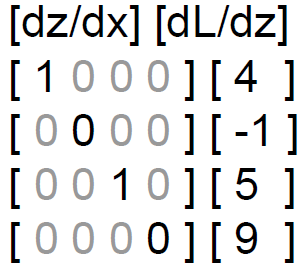 [dz/dx] [dL/dz]
[ 1 0 0 0 ] [ 4 ]
[ 0 0 0 0 ] [ -1 ]
[ 0 0 1 0 ] [ 5 ]
[ 0 0 0 0 ] [ 9 ]